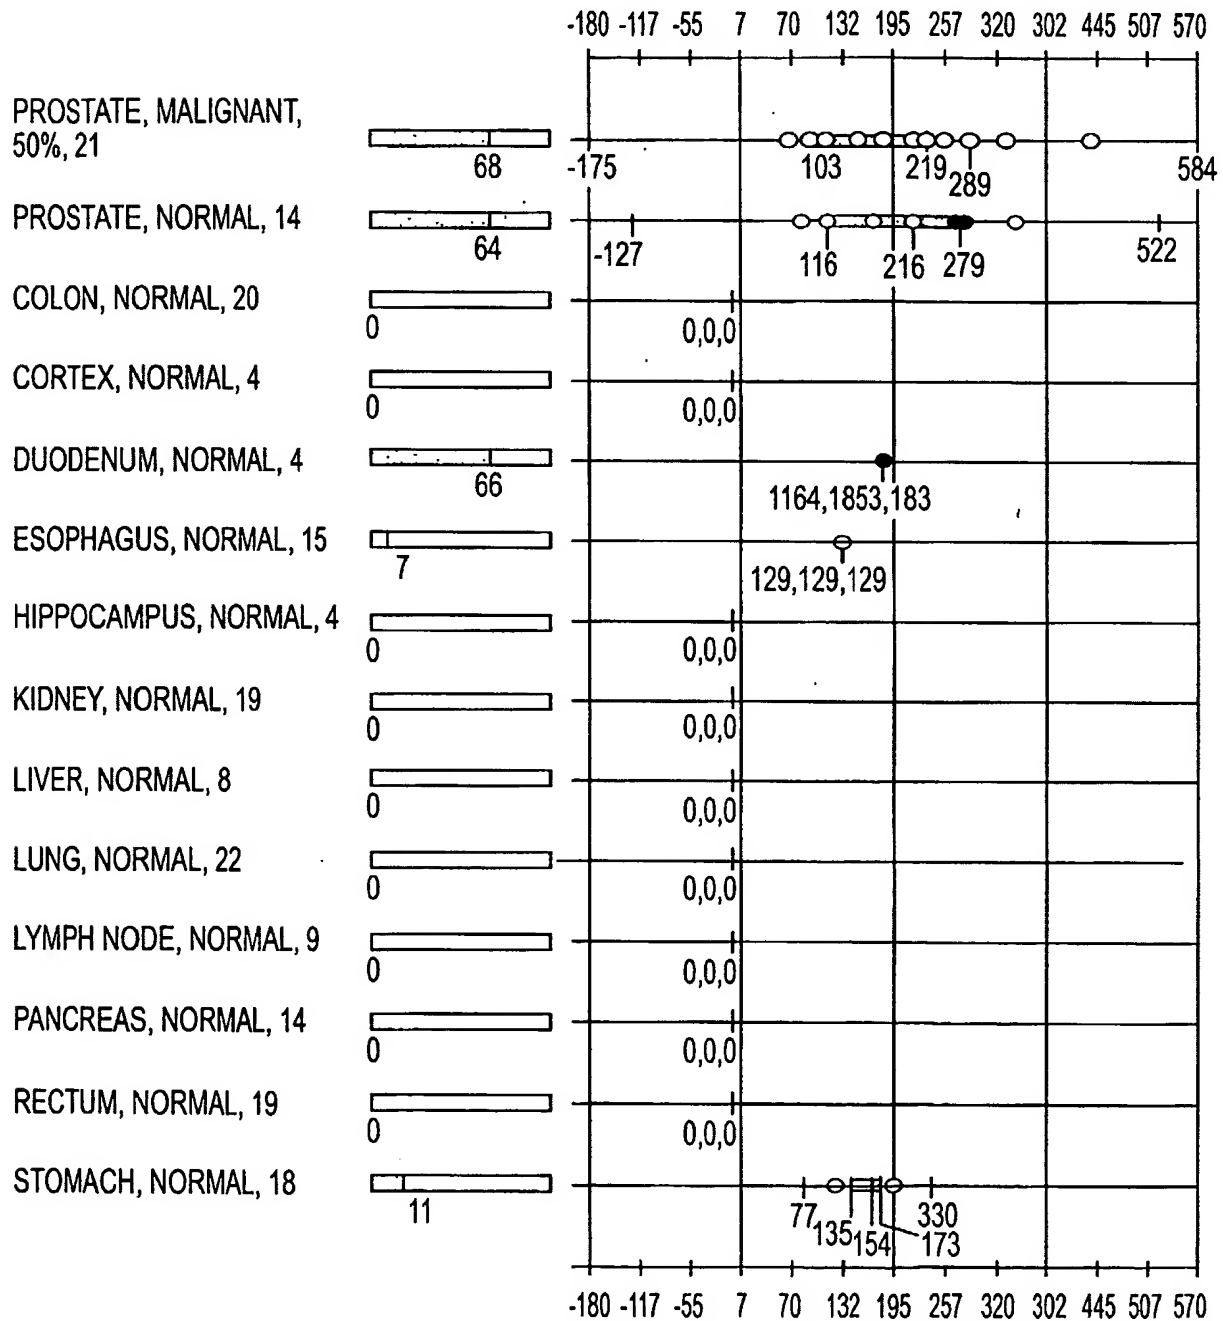 -180 -117 -55 7 70 132 195 257 320 302 445 507 570
PROSTATE, MALIGNANT,
50%, 21
68
-175 103 219 289 584
PROSTATE, NORMAL, 14
64
-127 116 216 279 522
COLON, NORMAL, 20
0 0,0,0
CORTEX, NORMAL, 4
0 0,0,0
DUODENUM, NORMAL, 4
66
1164,1853,183
ESOPHAGUS, NORMAL, 15
7
129,129,129
HIPPOCAMPUS, NORMAL, 4
0 0,0,0
KIDNEY, NORMAL, 19
0 0,0,0
LIVER, NORMAL, 8
0 0,0,0
LUNG, NORMAL, 22
0 0,0,0
LYMPH NODE, NORMAL, 9
0 0,0,0
PANCREAS, NORMAL, 14
0 0,0,0
RECTUM, NORMAL, 19
0 0,0,0
STOMACH, NORMAL, 18
11
77 135 154 173 330
-180 -117 -55 7 70 132 195 257 320 302 445 507 570